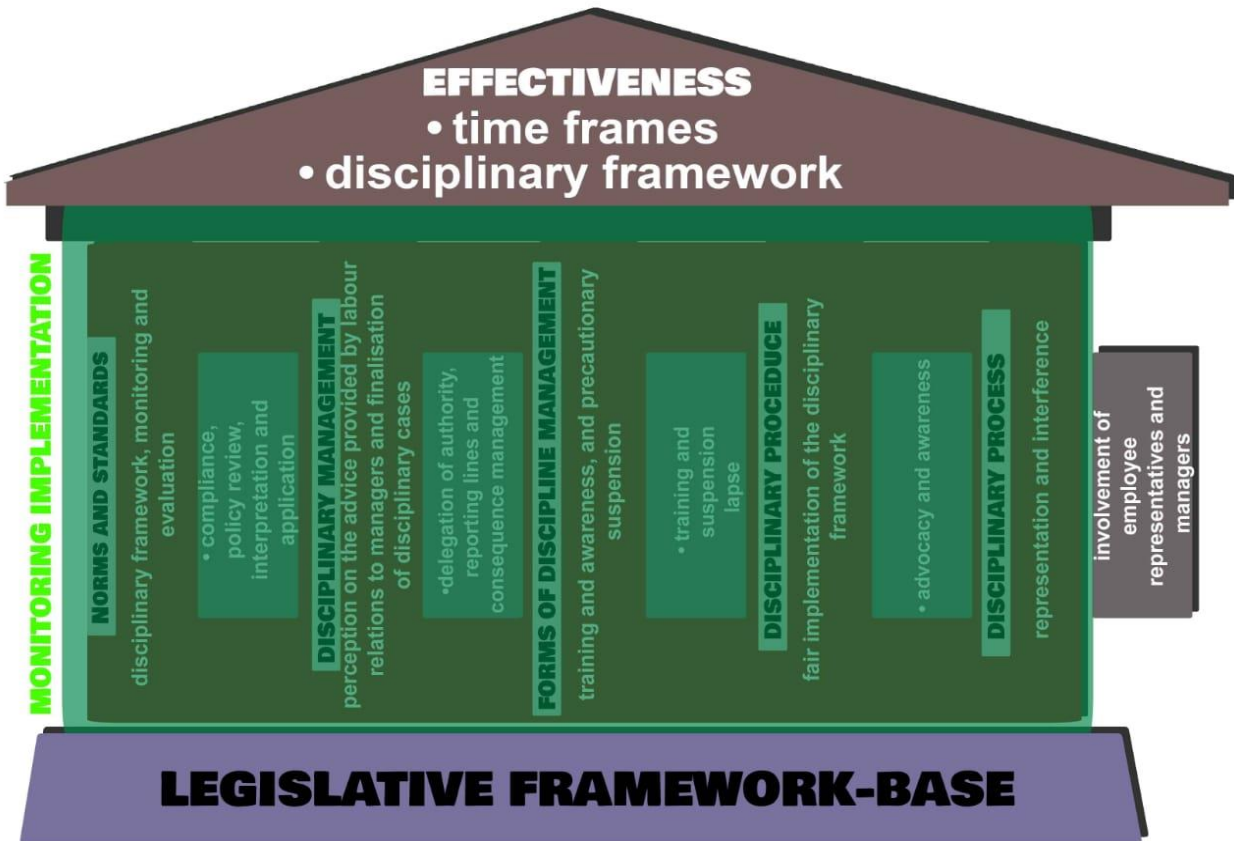 EFFECTIVENESS
• time frames
• disciplinary framework
MONITORING IMPLEMENTATION
NORMS AND STANDARDS
disciplinary framework, monitoring and
evaluation
• compliance,
policy review,
interpretation and
application
DISCIPLINARY MANAGEMENT
perception on the advice provided by labour
relations to managers and finalisation
of disciplinary cases
•delegation of authority,
reporting lines and
consequence management
FORMS OF DISCIPLINE MANAGEMENT
training and awareness, and precautionary
suspension
• training and
suspension
lapse
DISCIPLINARY PROCEDUCE
fair implementation of the disciplinary
framework
• advocacy and awareness
DISCIPLINARY PROCESS
representation and interference
involvement of
employee
representatives and
managers
LEGISLATIVE FRAMEWORK-BASE